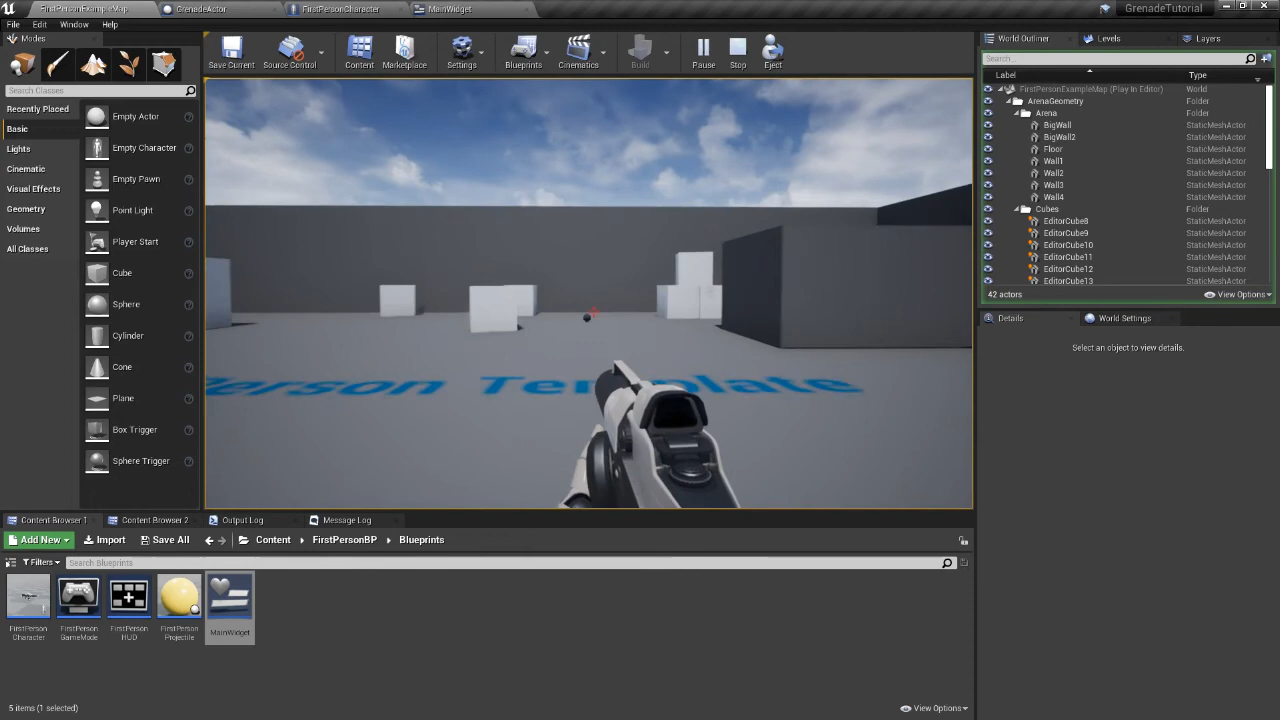 FirstPersonExampleMap
GrenadeActor
FirstPersonCharacter
MainWidget
GrenadeTutorial
File Edit Window Help
Modes
Search Classes
Recently Placed
Basic
Lights
Cinematic
Visual Effects
Geometry
Volumes
All Classes
Empty Actor
Empty Character
Empty Pawn
Point Light
Player Start
Cube
Sphere
Cylinder
Cone
Plane
Box Trigger
Sphere Trigger
Save Current
Source Control
Content
Marketplace
Settings
Blueprints
Cinematics
Build
Pause
Stop
Eject
Person Template
World Outliner
Levels
Layers
Search...
Label Type
FirstPersonExampleMap (Play In Editor) World
ArenaGeometry Folder
Arena Folder
BigWall StaticMeshActor
BigWall2 StaticMeshActor
Floor StaticMeshActor
Wall1 StaticMeshActor
Wall2 StaticMeshActor
Wall3 StaticMeshActor
Wall4 StaticMeshActor
Cubes Folder
EditorCube8 StaticMeshActor
EditorCube9 StaticMeshActor
EditorCube10 StaticMeshActor
EditorCube11 StaticMeshActor
EditorCube12 StaticMeshActor
EditorCube13 StaticMeshActor
42 actors
View Options
Details
World Settings
Select an object to view details.
Content Browser 1
Content Browser 2
Output Log
Message Log
Add New
Import
Save All
Content
FirstPersonBP
Blueprints
Filters
Search Blueprints
FirstPerson
Character
FirstPerson
GameMode
FirstPerson
HUD
FirstPerson
Projectile
MainWidget
5 items (1 selected)
View Options